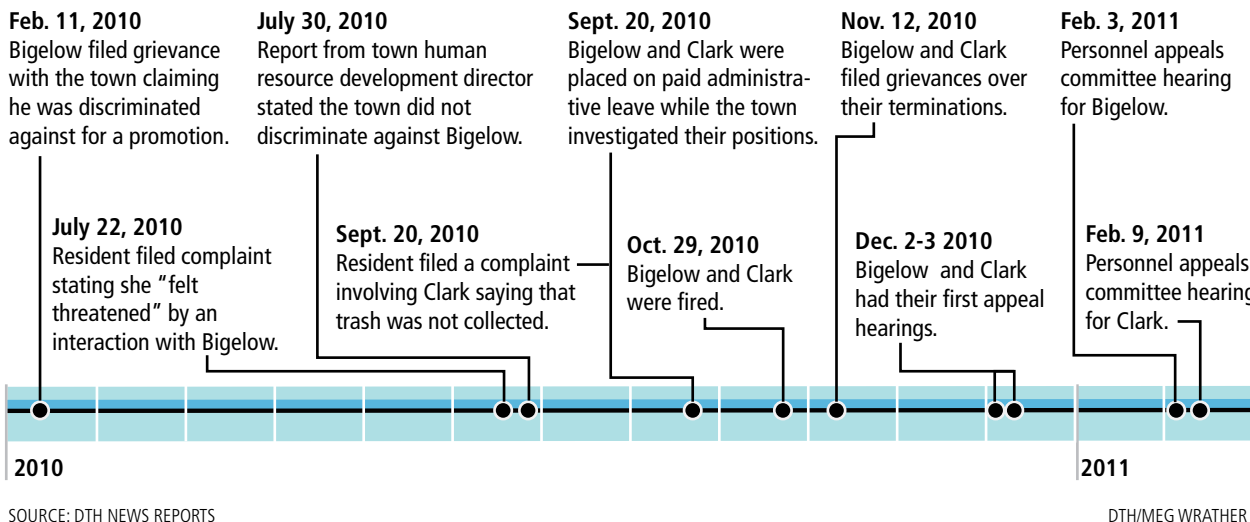 Feb. 11, 2010
Bigelow filed grievance
with the town claiming
he was discriminated
against for a promotion.
July 30, 2010
Report from town human
resource development director
stated the town did not
discriminate against Bigelow.
Sept. 20, 2010
Bigelow and Clark were
placed on paid administra-
tive leave while the town
investigated their positions.
Nov. 12, 2010
Bigelow and Clark
filed grievances over
their terminations.
Feb. 3, 2011
Personnel appeals
committee hearing
for Bigelow.
July 22, 2010
Resident filed complaint
stating she “felt
threatened” by an
interaction with Bigelow.
Sept. 20, 2010
Resident filed a complaint
involving Clark saying that
trash was not collected.
Oct. 29, 2010
Bigelow and Clark
were fired.
Dec. 2-3 2010
Bigelow and Clark
had their first appeal
hearings.
Feb. 9, 2011
Personnel appeals
committee hearing
for Clark.
2010
2011
SOURCE: DTH NEWS REPORTS
DTH/MEG WRATHER